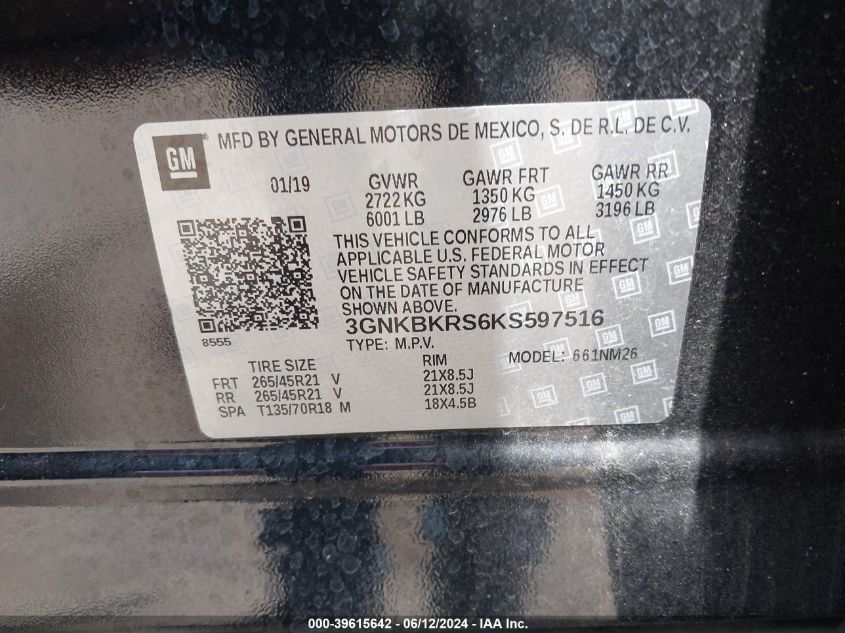 GM
MFD BY GENERAL MOTORS DE MEXICO, S. DE R.L. DE C.V.
01/19
GVWR GAWR FRT GAWR RR
2722 KG 1350 KG 1450 KG
6001 LB 2976 LB 3196 LB
THIS VEHICLE CONFORMS TO ALL
APPLICABLE U.S. FEDERAL MOTOR
VEHICLE SAFETY STANDARDS IN EFFECT
ON THE DATE OF MANUFACTURE
SHOWN ABOVE.
3GNKBKRS6KS597516
8555
TYPE: M.P.V. MODEL: 661NM26
TIRE SIZE RIM
FRT 265/45R21 V 21X8.5J
RR 265/45R21 V 21X8.5J
SPA T135/70R18 M 18X4.5B
000-39615642 - 06/12/2024 - IAA Inc.